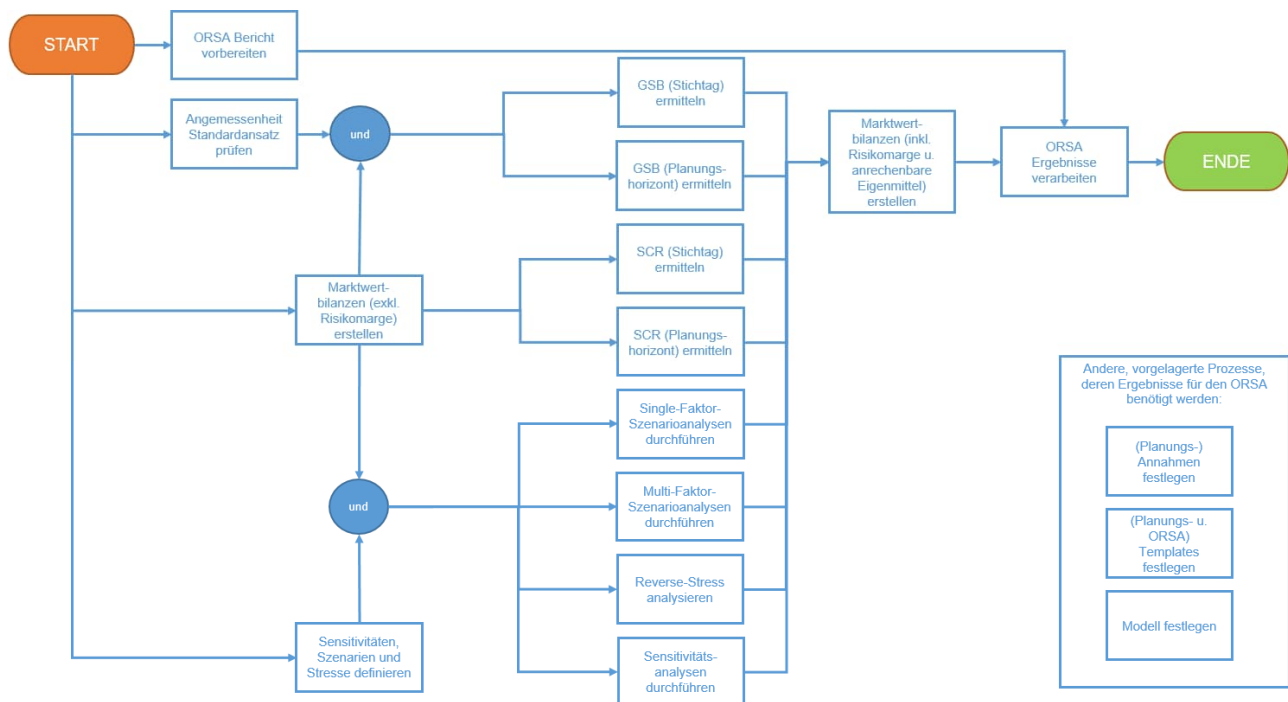 START
ORSA Bericht
vorbereiten
Angemessenheit
Standardansatz
prüfen
und
GSB (Stichtag)
ermitteln
GSB (Planungs-
horizont) ermitteln
Marktwert-
bilanzen (inkl.
Risikomarge u.
anrechenbare
Eigenmittel)
erstellen
ORSA
Ergebnisse
verarbeiten
ENDE
Marktwert-
bilanzen (exkl.
Risikomarge)
erstellen
SCR (Stichtag)
ermitteln
SCR (Planungs-
horizont) ermitteln
Single-Faktor-
Szenarioanalysen
durchführen
und
Multi-Faktor-
Szenarioanalysen
durchführen
Reverse-Stress
analysieren
Sensitivitäten,
Szenarien und
Stresse definieren
Sensitivitäts-
analysen
durchführen
Andere, vorgelagerte Prozesse,
deren Ergebnisse für den ORSA
benötigt werden:
(Planungs-)
Annahmen
festlegen
(Planungs- u.
ORSA)
Templates
festlegen
Modell festlegen